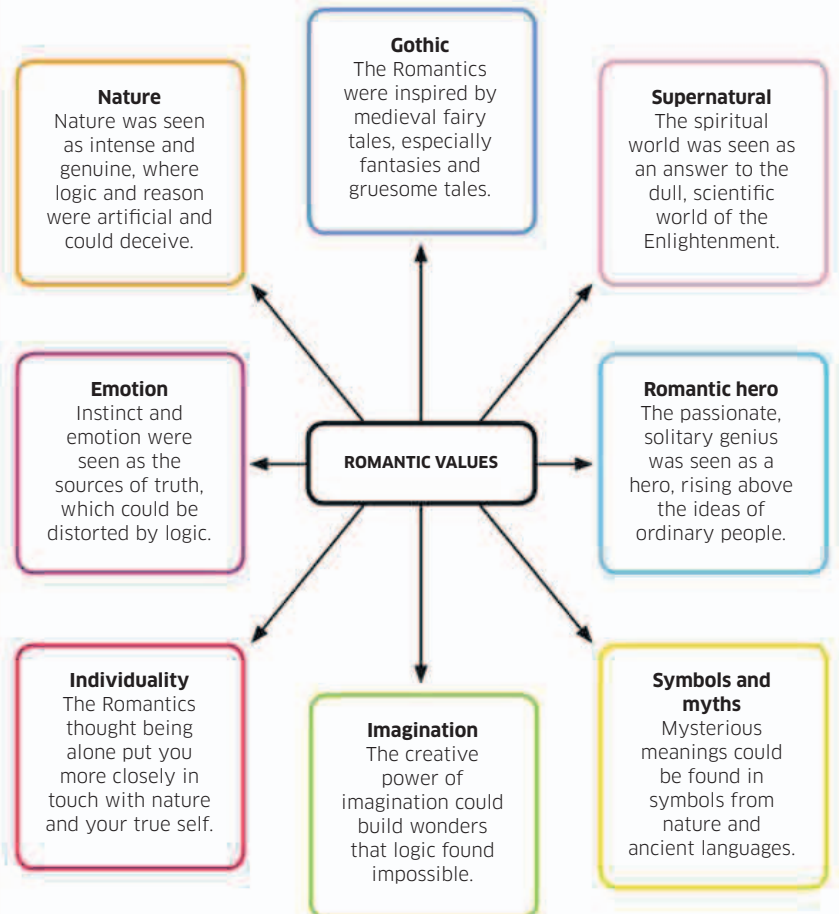 Gothic
The Romantics
were inspired by
medieval fairy
tales, especially
fantasies and
gruesome tales.
Nature
Nature was seen
as intense and
genuine, where
logic and reason
were artificial and
could deceive.
Supernatural
The spiritual
world was seen as
an answer to the
dull, scientific
world of the
Enlightenment.
Emotion
Instinct and
emotion were
seen as the
sources of truth,
which could be
distorted by logic.
ROMANTIC VALUES
Romantic hero
The passionate,
solitary genius
was seen as a
hero, rising above
the ideas of
ordinary people.
Individuality
The Romantics
thought being
alone put you
more closely in
touch with nature
and your true self.
Imagination
The creative
power of
imagination could
build wonders
that logic found
impossible.
Symbols and
myths
Mysterious
meanings could
be found in
symbols from
nature and
ancient languages.